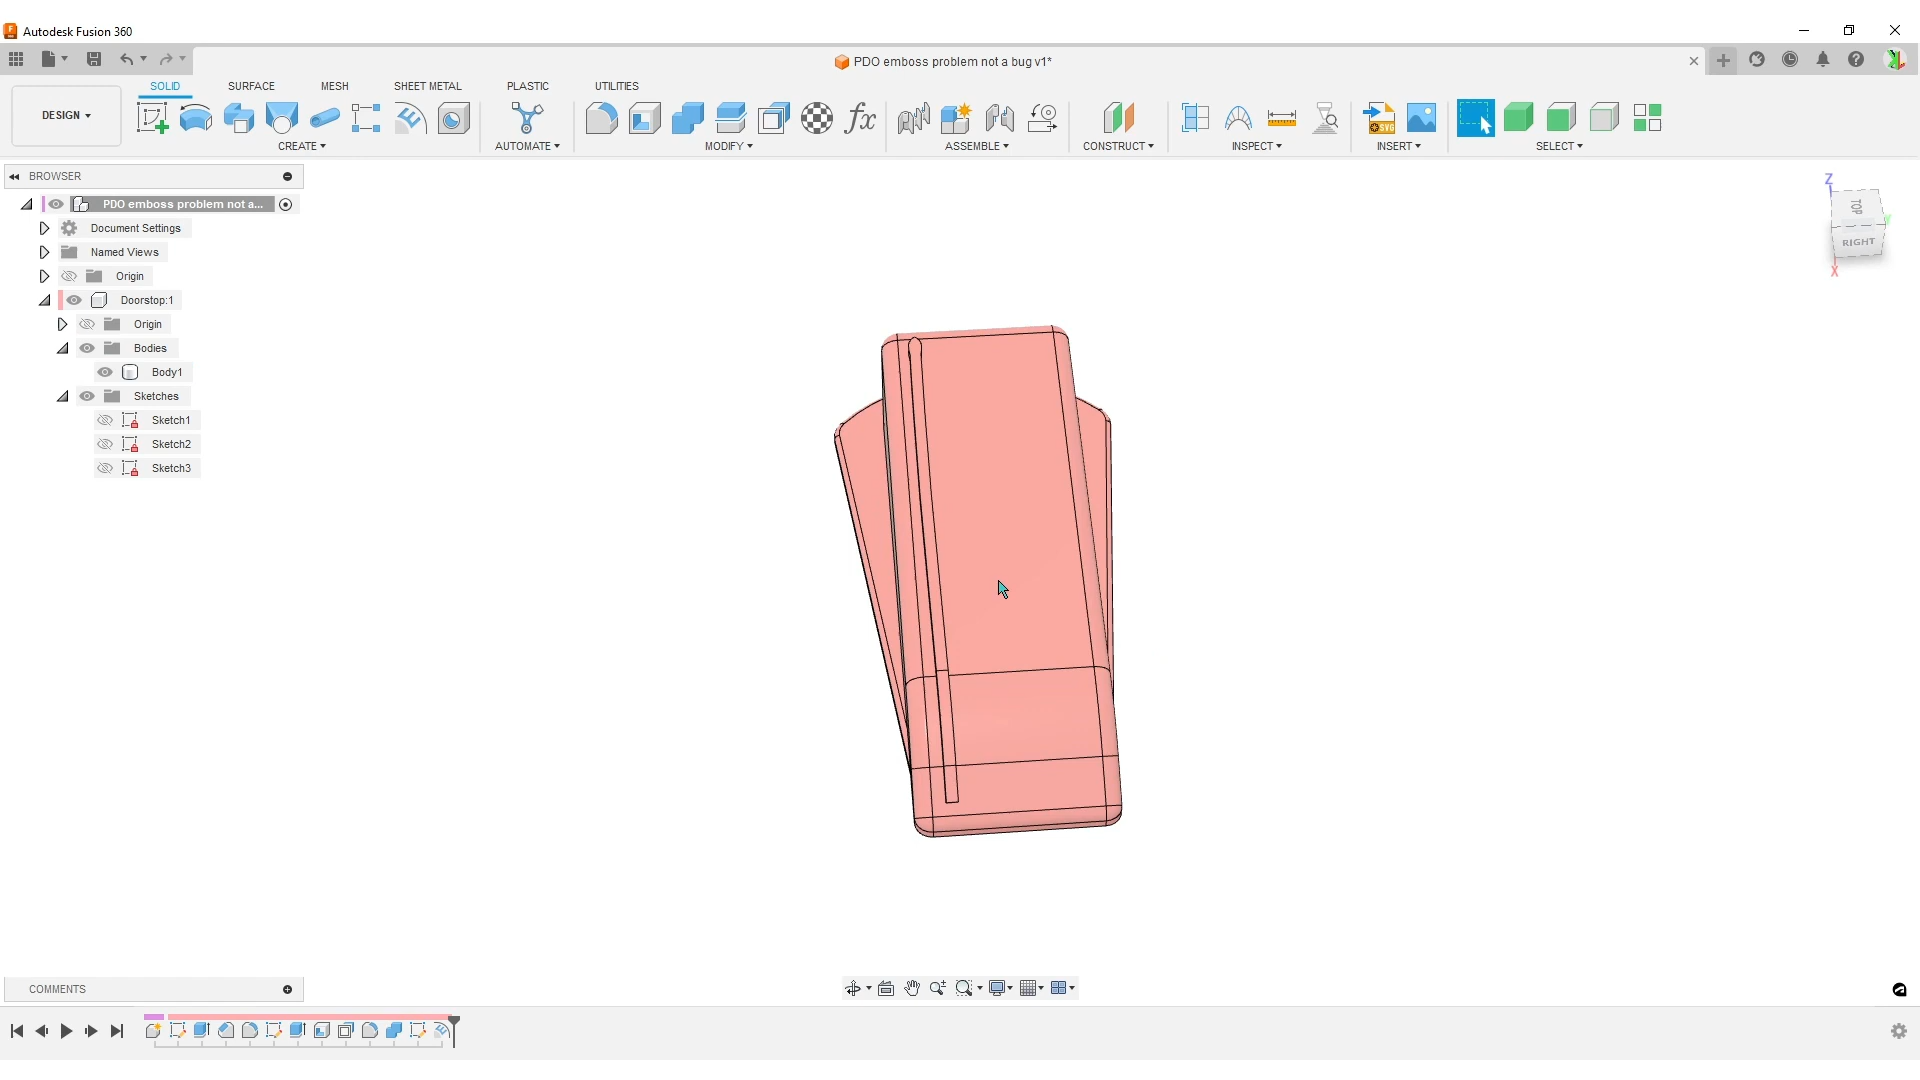 Autodesk Fusion 360
PDO emboss problem not a bug v1*
SOLID SURFACE MESH SHEET METAL PLASTIC UTILITIES
DESIGN
CREATE AUTOMATE MODIFY ASSEMBLE CONSTRUCT INSPECT INSERT SELECT
SVG
BROWSER
PDO emboss problem not a...
Document Settings
Named Views
Origin
Doorstop:1
Origin
Bodies
Body1
Sketches
Sketch1
Sketch2
Sketch3
Z
TOP
Y
RIGHT
X
COMMENTS